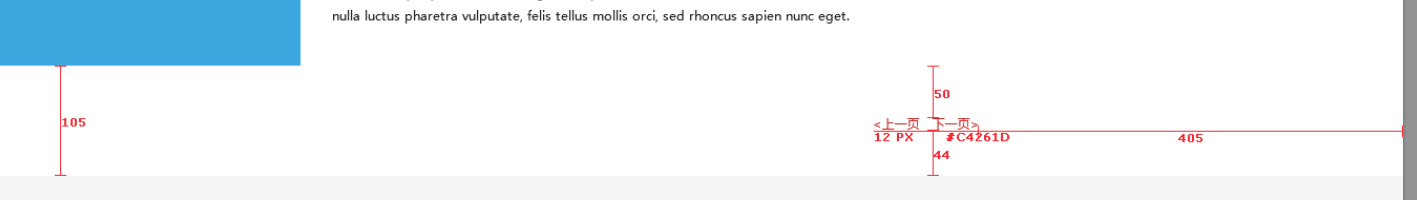 nulla luctus pharetra vulputate, felis tellus mollis orci, sed rhoncus sapien nunc eget.
50
105
<上一页 下一页>
12 PX #C4261D
405
44